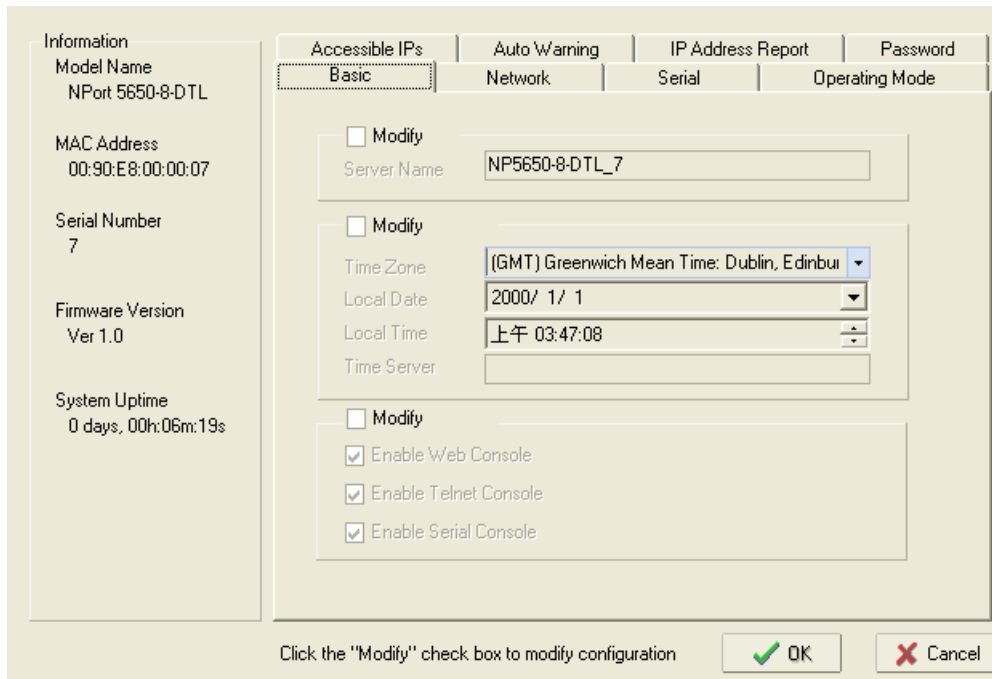 Information
Model Name
NPort 5650-8-DTL
MAC Address
00:90:E8:00:00:07
Serial Number
7
Firmware Version
Ver 1.0
System Uptime
0 days, 00h:06m:19s
Accessible IPs
Auto Warning
IP Address Report
Password
Basic
Network
Serial
Operating Mode
Modify
Server Name
NP5650-8-DTL_7
Modify
Time Zone
(GMT) Greenwich Mean Time: Dublin, Edinbur
Local Date
2000/ 1/ 1
Local Time
上午 03:47:08
Time Server
Modify
Enable Web Console
Enable Telnet Console
Enable Serial Console
Click the "Modify" check box to modify configuration
OK
Cancel